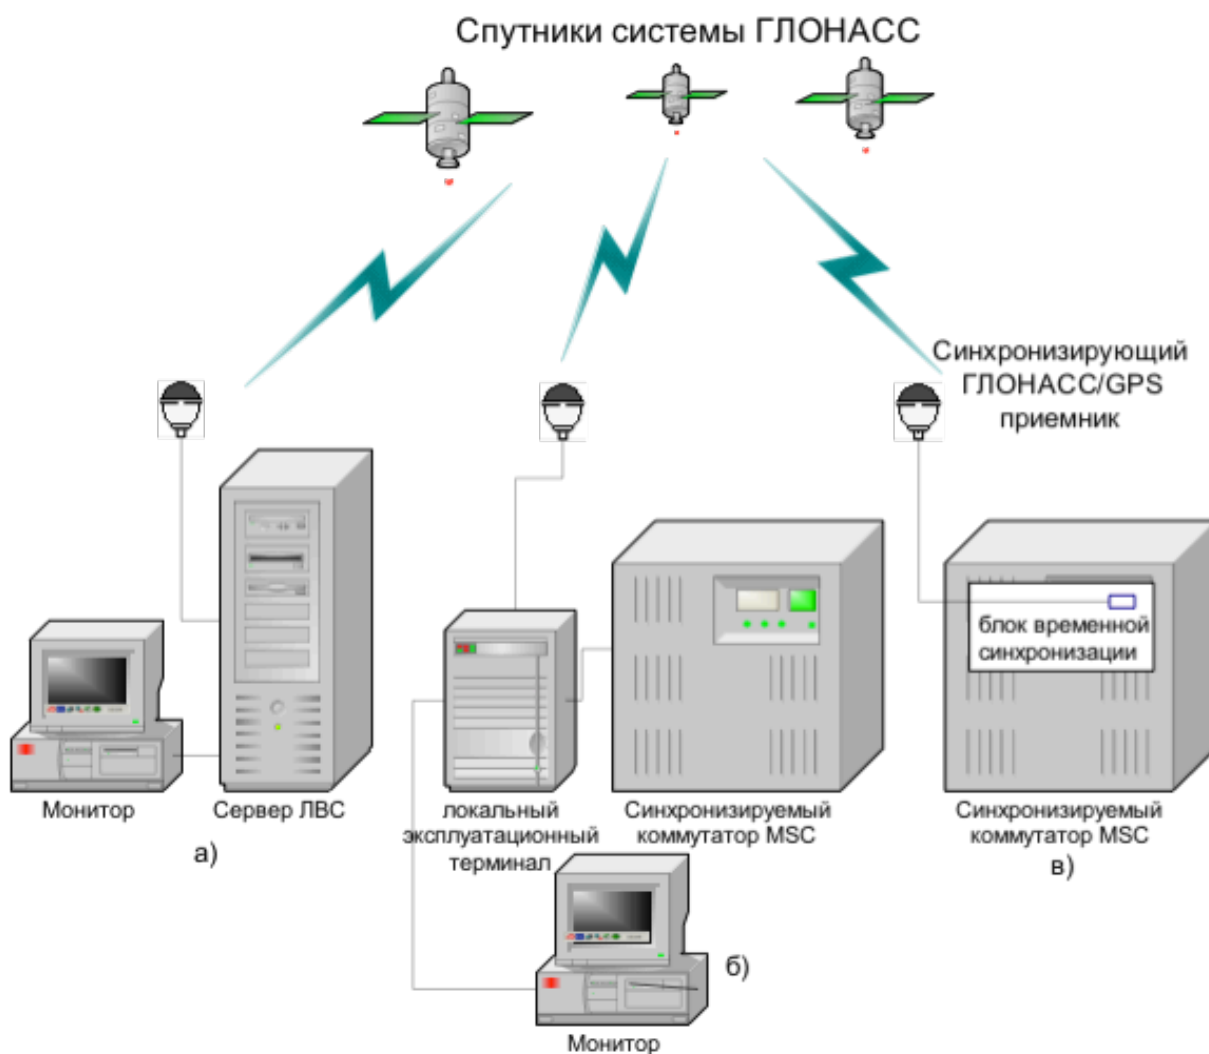 Спутники системы ГЛОНАСС
Синхронизирующий
ГЛОНАСС/GPS
приемник
блок временной
синхронизации
Монитор
Сервер ЛВС
а)
локальный
эксплуатационный
терминал
Синхронизируемый
коммутатор MSC
Синхронизируемый
коммутатор MSC
в)
б)
Монитор